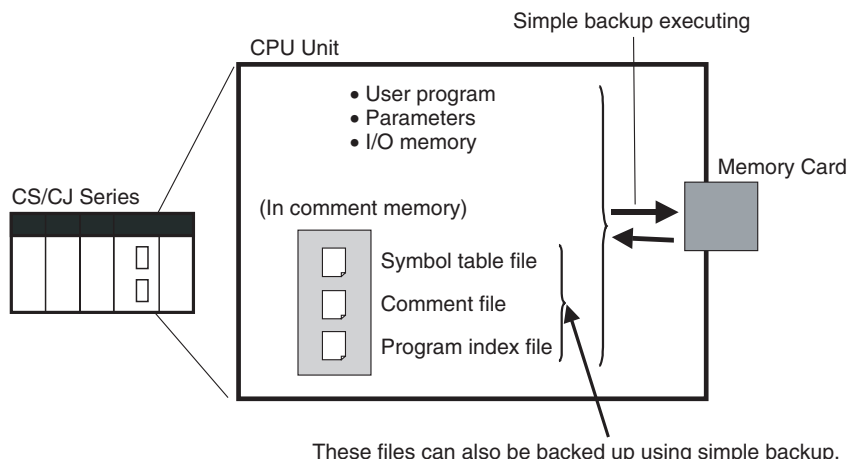 Simple backup executing
CPU Unit
• User program
• Parameters
• I/O memory
Memory Card
CS/CJ Series
(In comment memory)
Symbol table file
Comment file
Program index file
These files can also be backed up using simple backup.